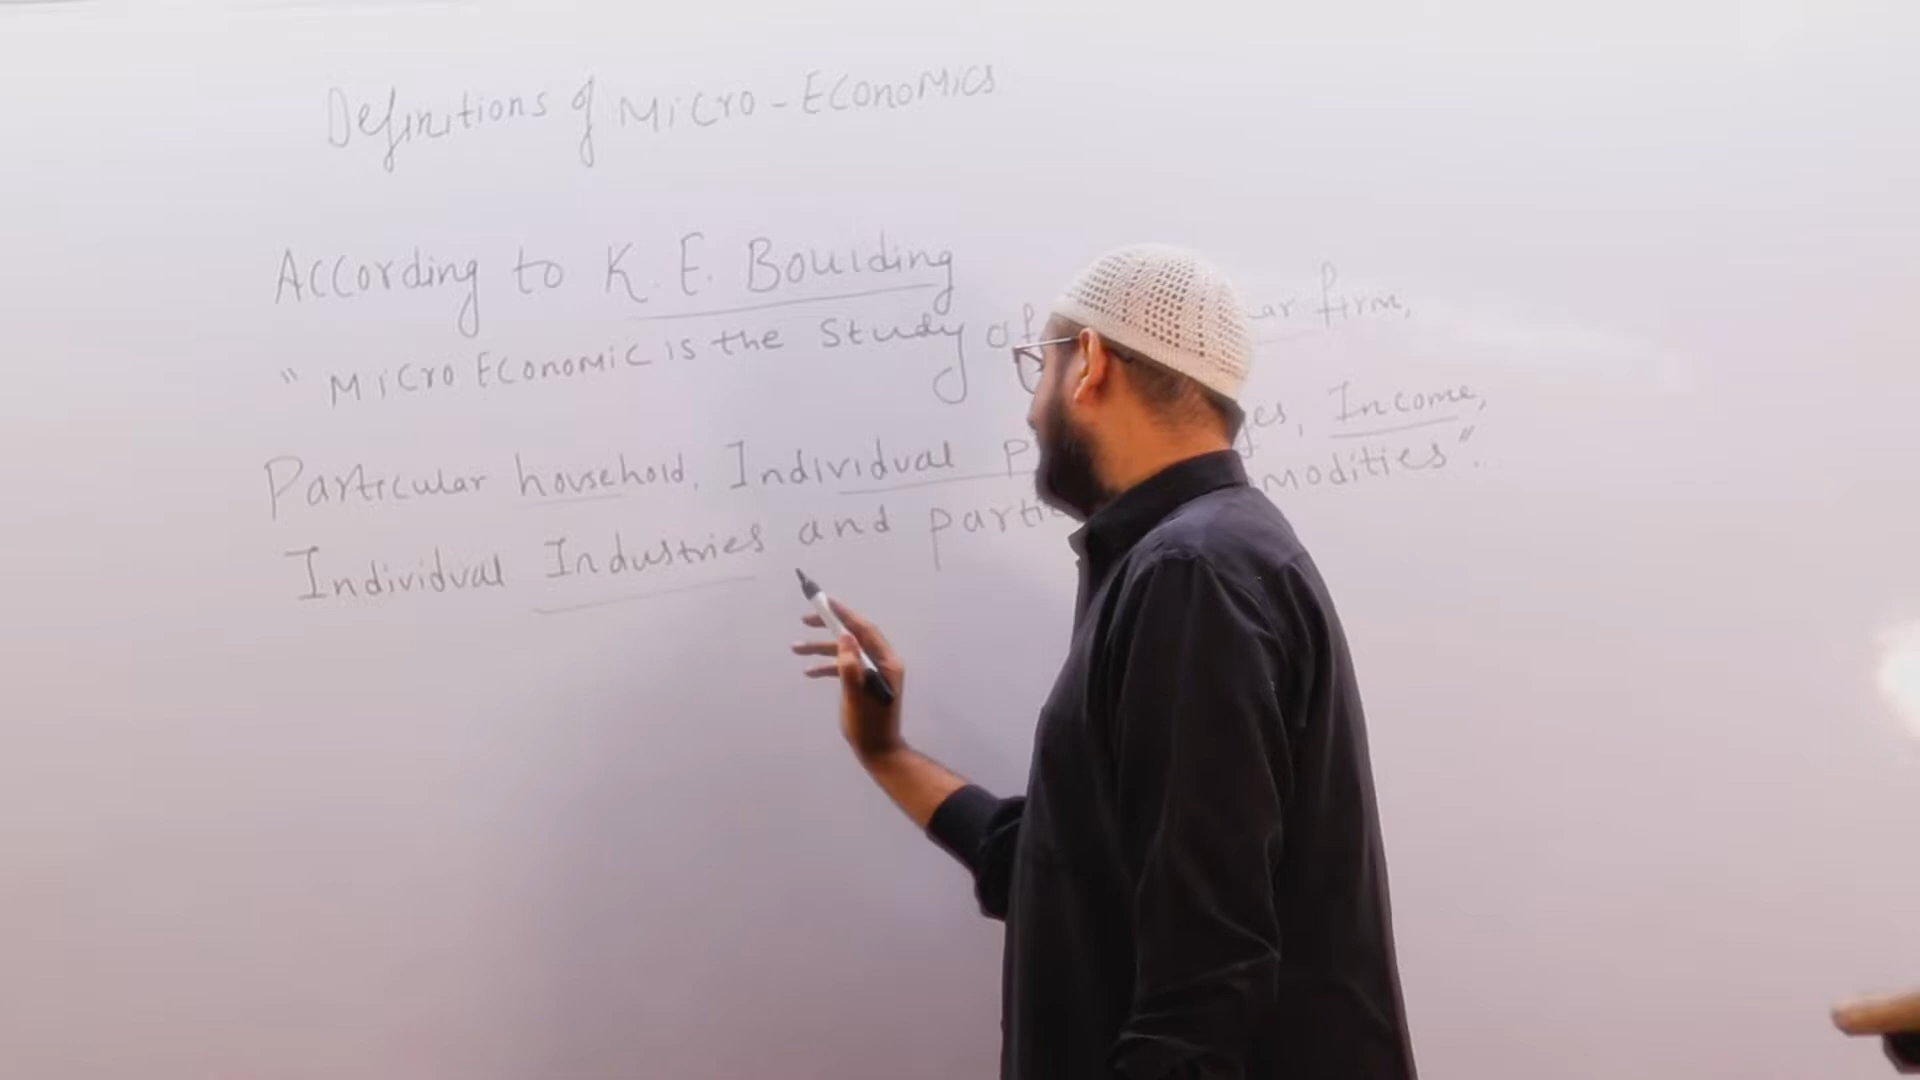 Definitions of Micro-Economics
According to K.E. Boulding
"Micro Economic is the study of ar firm,
Particular household, Individual P es, Income,
Individual Industries and partic modities".